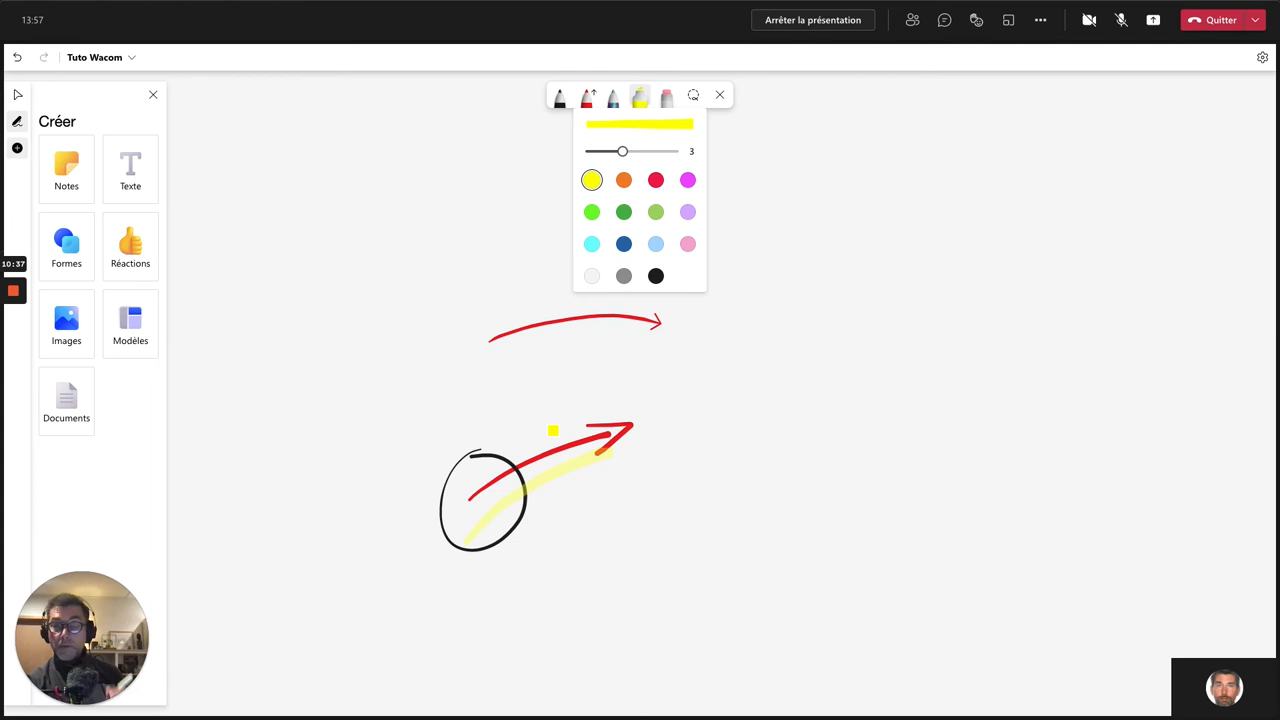 13:57
Arrêter la présentation
Quitter
Tuto Wacom
Créer
3
Notes
Texte
Formes
Réactions
10:37
Images
Modèles
Documents